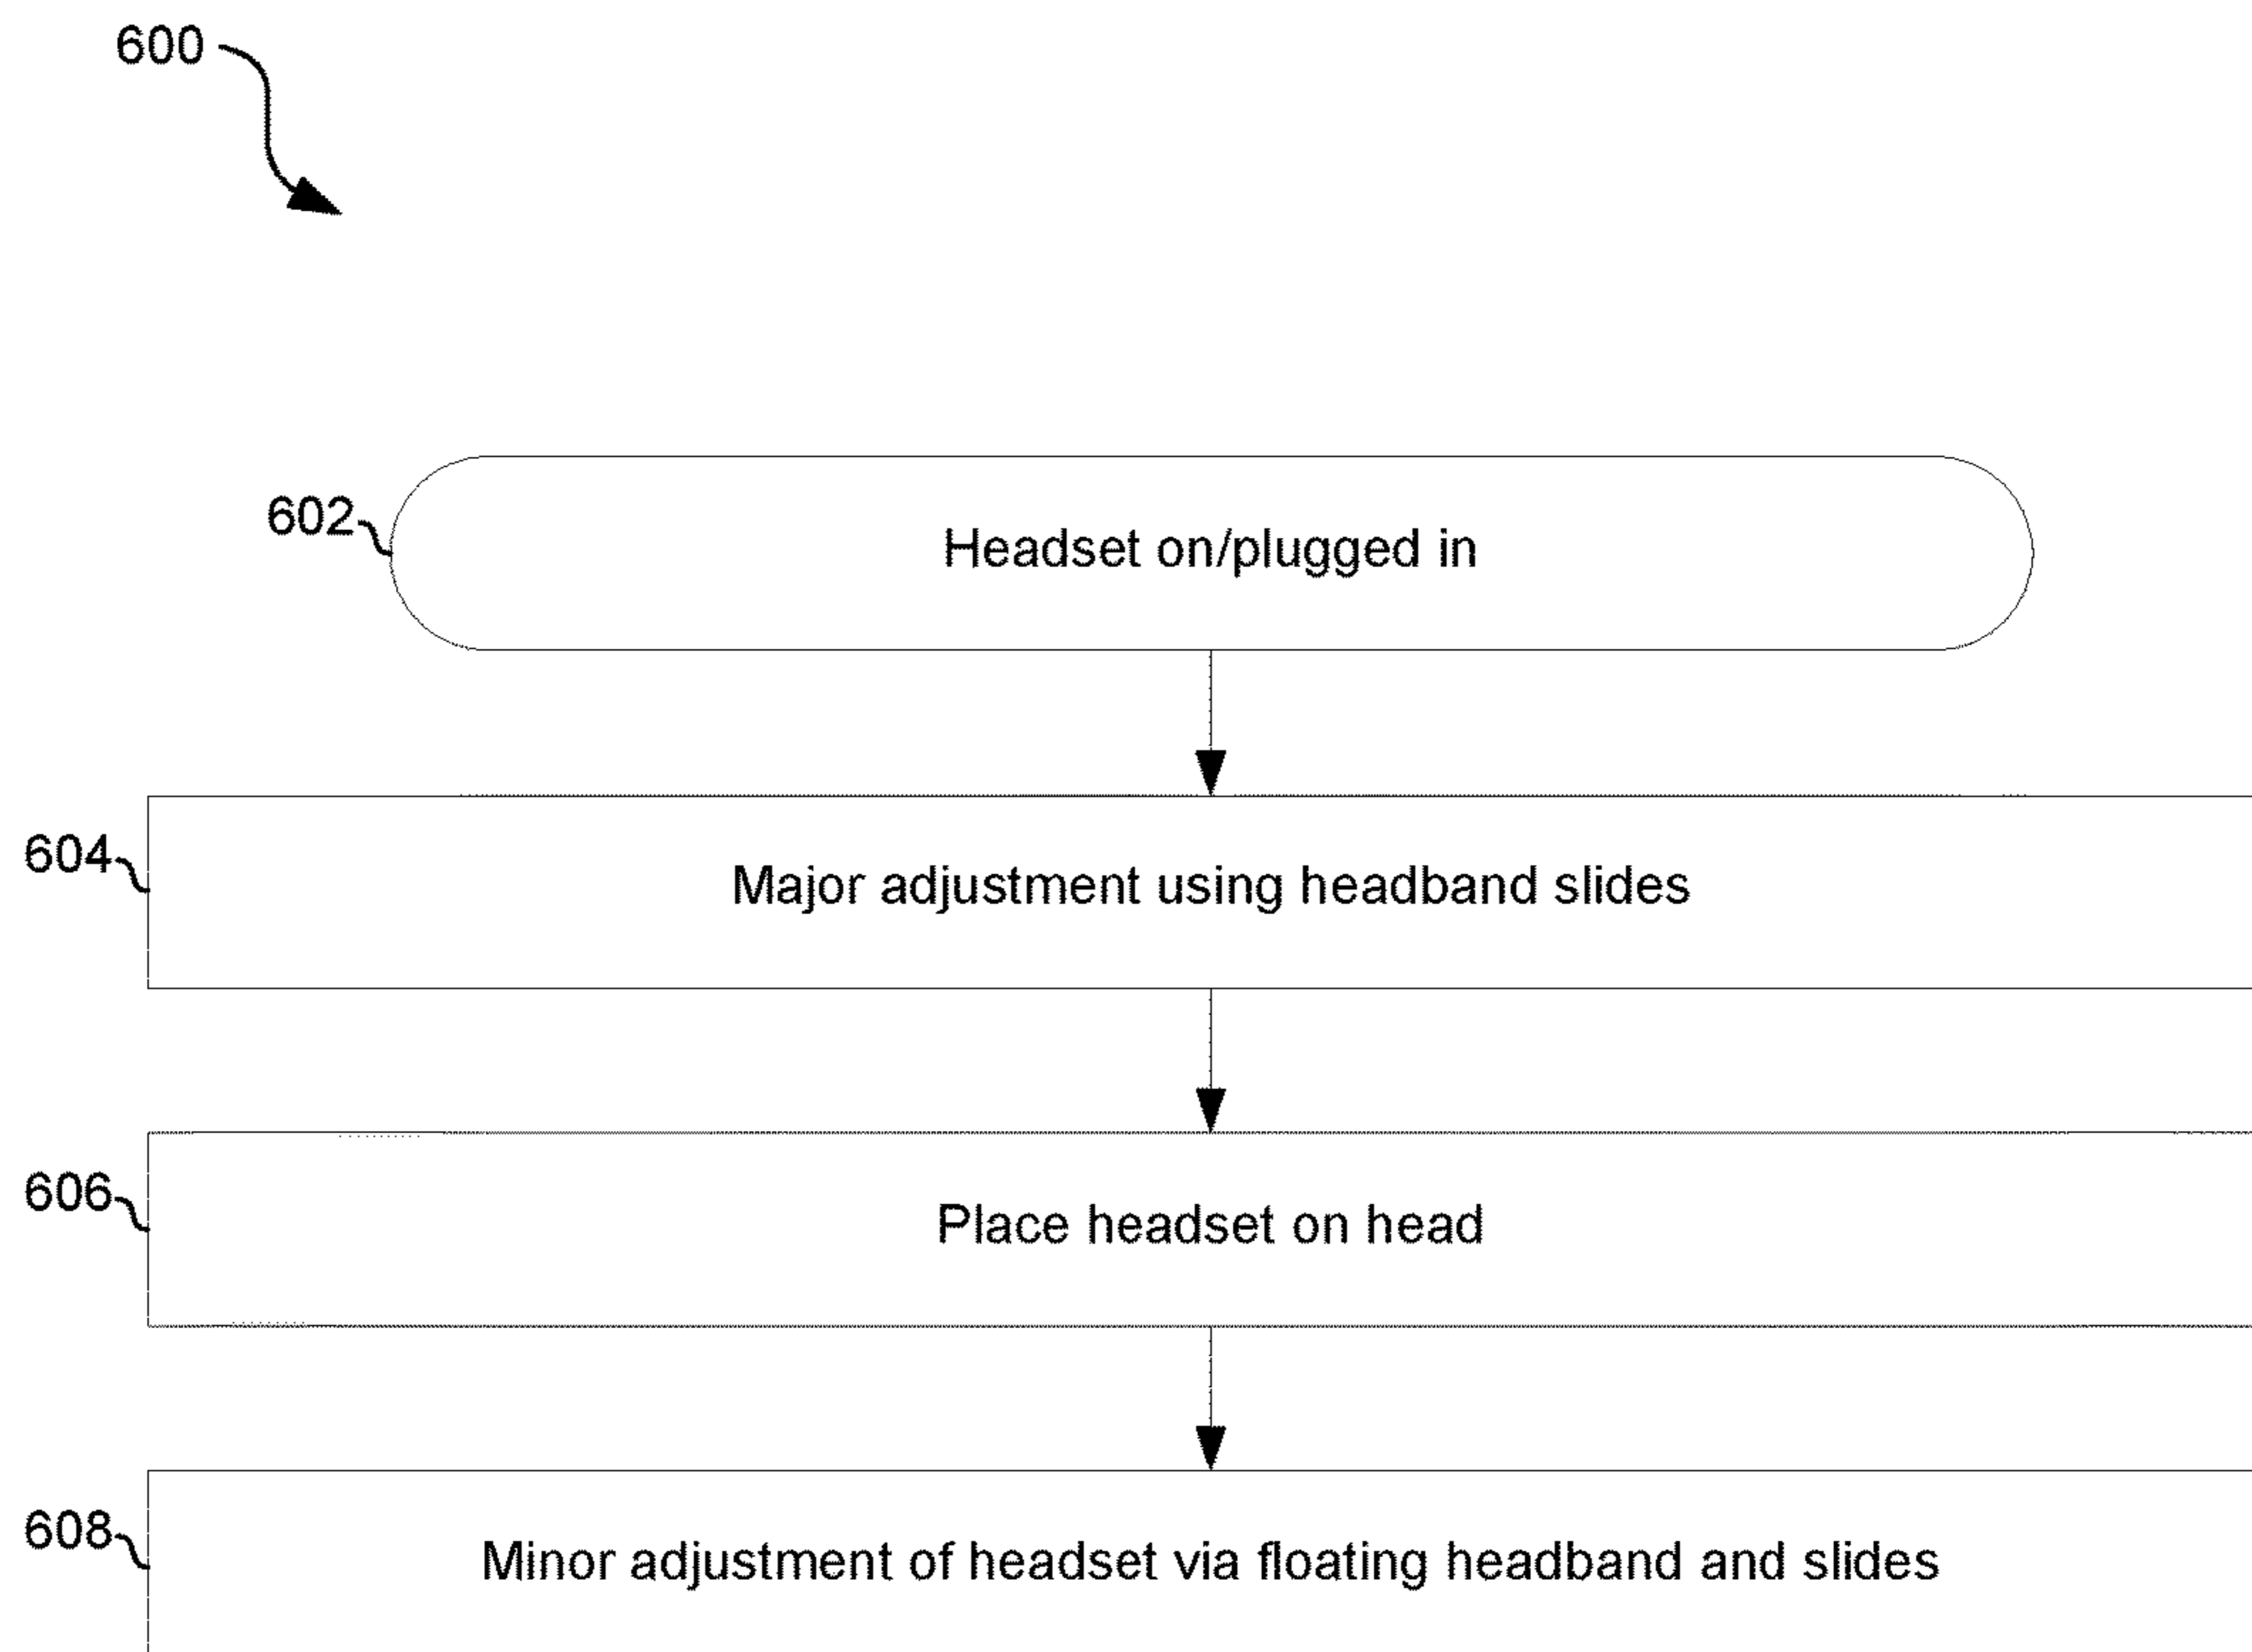 600
602
Headset on/plugged in
604
Major adjustment using headband slides
606
Place headset on head
608
Minor adjustment of headset via floating headband and slides